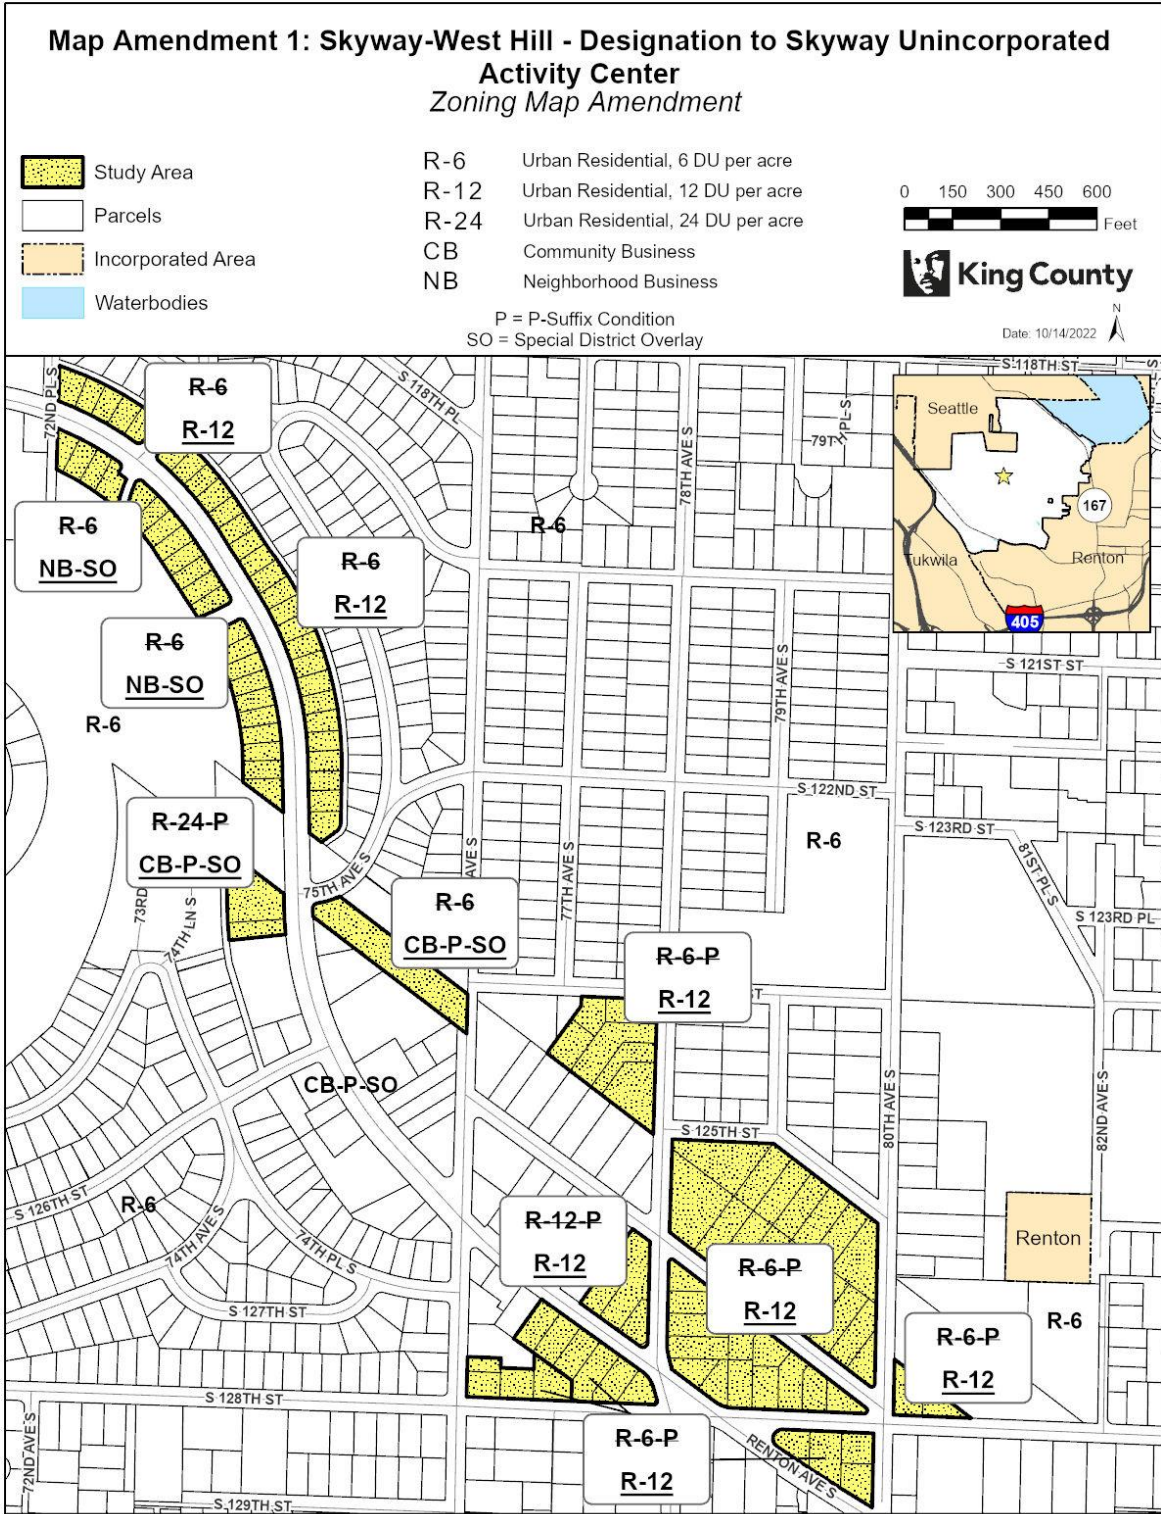 Map Amendment 1: Skyway-West Hill - Designation to Skyway Unincorporated
Activity Center
Zoning Map Amendment
Study Area
Parcels
Incorporated Area
Waterbodies
R-6 Urban Residential, 6 DU per acre
R-12 Urban Residential, 12 DU per acre
R-24 Urban Residential, 24 DU per acre
CB Community Business
NB Neighborhood Business
P = P-Suffix Condition
SO = Special District Overlay
0 150 300 450 600
Feet
King County
N
Date: 10/14/2022
S 118TH ST
72ND PL S
R-6
R-12
S 118TH PL
78TH AVE S
Seattle
167
Tukwila
Renton
405
R-6
R-6
NB-SO
R-6
R-12
R-6
NB-SO
S 121ST ST
79TH AVE S
R-6
S 122ND ST
R-24-P
CB-P-SO
R-6
S 123RD ST
81ST PL S
75TH AVE S
AVE S
77TH AVE S
73RD
74TH LN S
R-6
CB-P-SO
S 123RD PL
R-6-P
R-12
ST
CB-P-SO
80TH AVE S
82ND AVE S
S 125TH ST
S 126TH ST
R-6
74TH AVE S
74TH PL S
R-12-P
R-12
R-6-P
R-12
Renton
S 127TH ST
R-6-P
R-12
R-6
S 128TH ST
72ND AVE S
R-6-P
R-12
RENTON AVE S
S 129TH ST